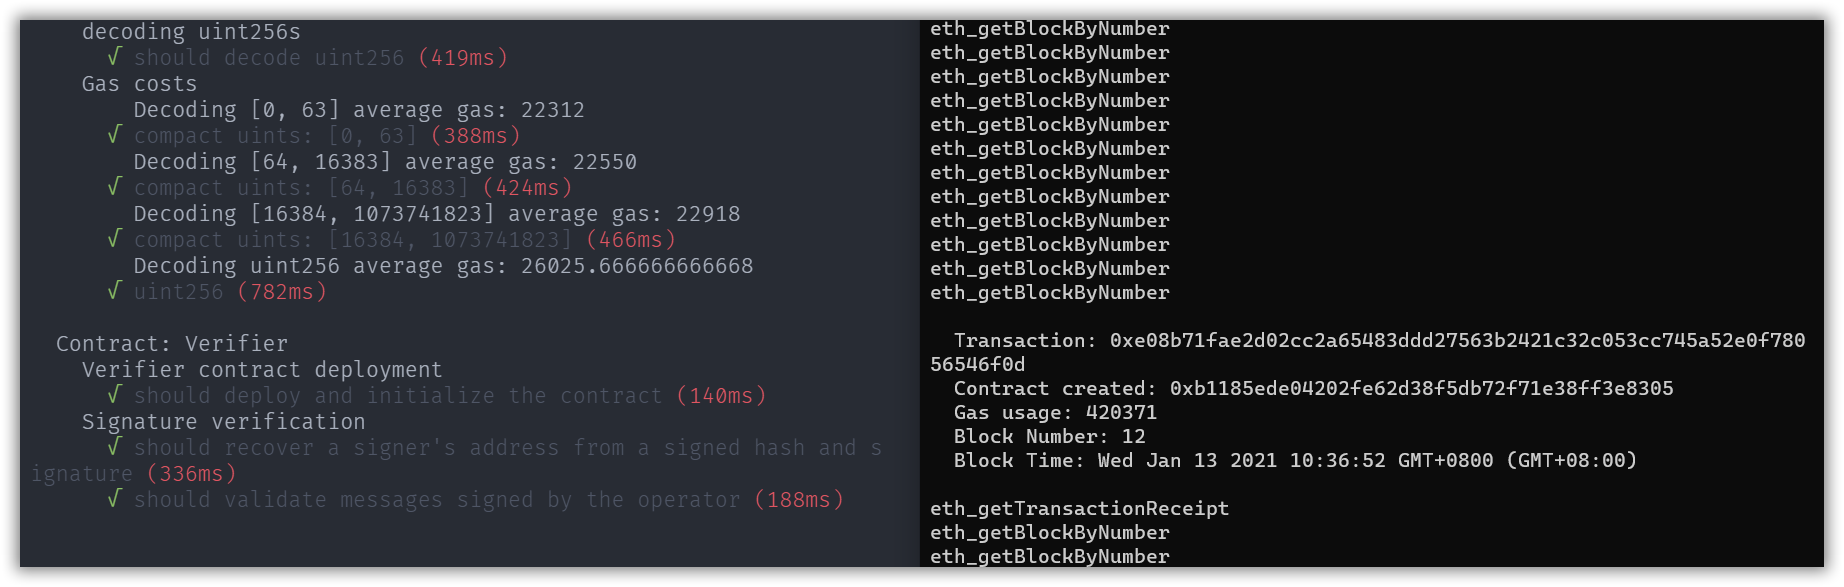 decoding uint256s
√ should decode uint256 (419ms)
Gas costs
Decoding [0, 63] average gas: 22312
√ compact uints: [0, 63] (388ms)
Decoding [64, 16383] average gas: 22550
√ compact uints: [64, 16383] (424ms)
Decoding [16384, 1073741823] average gas: 22918
√ compact uints: [16384, 1073741823] (466ms)
Decoding uint256 average gas: 26025.666666666668
√ uint256 (782ms)
Contract: Verifier
Verifier contract deployment
√ should deploy and initialize the contract (140ms)
Signature verification
√ should recover a signer's address from a signed hash and s
ignature (336ms)
√ should validate messages signed by the operator (188ms)
eth_getBlockByNumber
eth_getBlockByNumber
eth_getBlockByNumber
eth_getBlockByNumber
eth_getBlockByNumber
eth_getBlockByNumber
eth_getBlockByNumber
eth_getBlockByNumber
eth_getBlockByNumber
eth_getBlockByNumber
eth_getBlockByNumber
eth_getBlockByNumber
Transaction: 0xe08b71fae2d02cc2a65483ddd27563b2421c32c053cc745a52e0f780
56546f0d
Contract created: 0xb1185ede04202fe62d38f5db72f71e38ff3e8305
Gas usage: 420371
Block Number: 12
Block Time: Wed Jan 13 2021 10:36:52 GMT+0800 (GMT+08:00)
eth_getTransactionReceipt
eth_getBlockByNumber
eth_getBlockByNumber